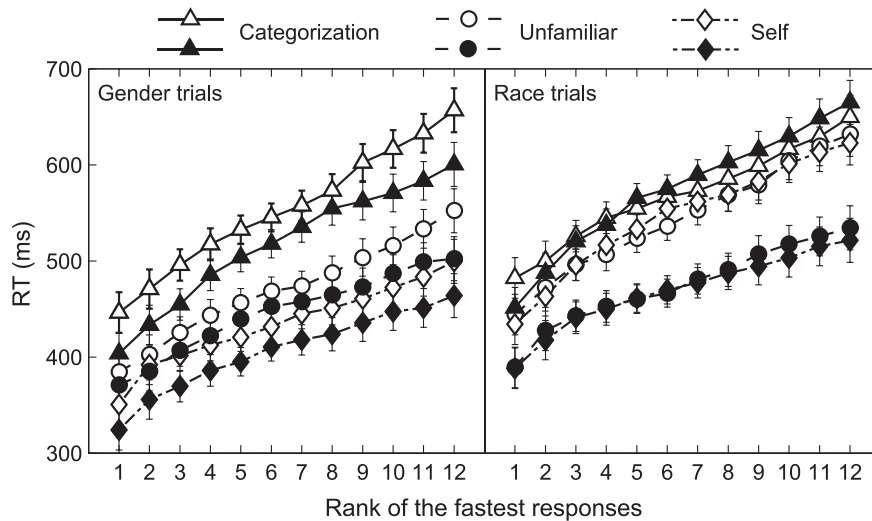 Categorization Unfamiliar Self
Gender trials Race trials
700
600
500
400
300
RT (ms)
1 2 3 4 5 6 7 8 9 10 11 12 1 2 3 4 5 6 7 8 9 10 11 12
Rank of the fastest responses